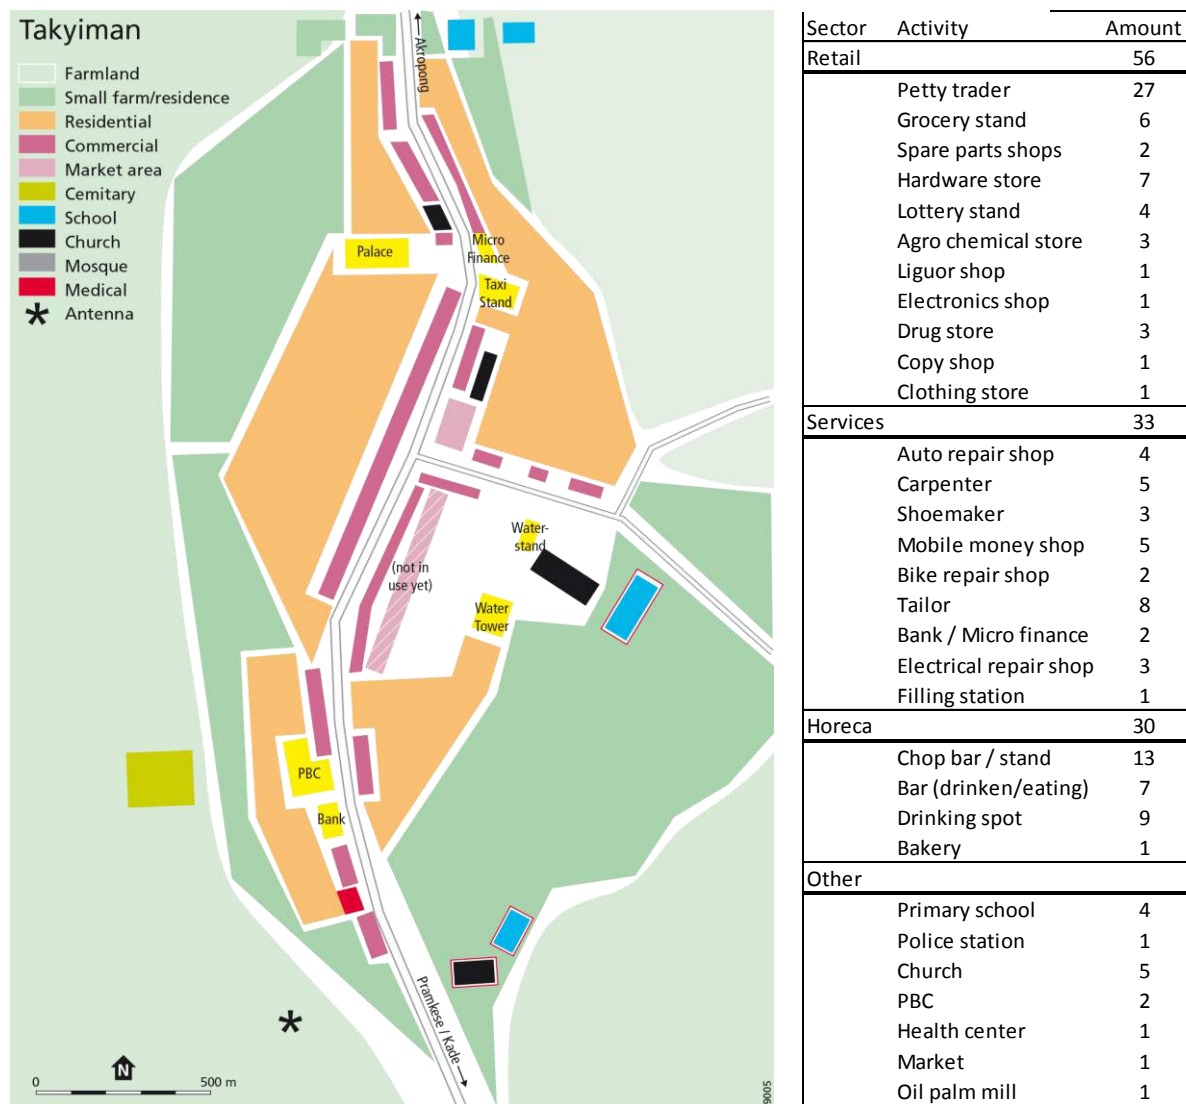 Takyiman
Farmland
Small farm/residence
Residential
Commercial
Market area
Cemitary
School
Church
Mosque
Medical
Antenna
Akropong
Palace
Micro
Finance
Taxi
Stand
Water-
stand
(not in
use yet)
Water
Tower
PBC
Bank
Pramkese / Kade
N
0 500 m
9005
Sector Activity Amount
Retail 56
Petty trader 27
Grocery stand 6
Spare parts shops 2
Hardware store 7
Lottery stand 4
Agro chemical store 3
Liguor shop 1
Electronics shop 1
Drug store 3
Copy shop 1
Clothing store 1
Services 33
Auto repair shop 4
Carpenter 5
Shoemaker 3
Mobile money shop 5
Bike repair shop 2
Tailor 8
Bank / Micro finance 2
Electrical repair shop 3
Filling station 1
Horeca 30
Chop bar / stand 13
Bar (drinken/eating) 7
Drinking spot 9
Bakery 1
Other
Primary school 4
Police station 1
Church 5
PBC 2
Health center 1
Market 1
Oil palm mill 1